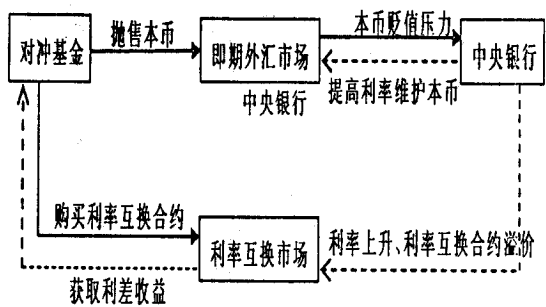 对冲基金
抛售本币
即期外汇市场
中央银行
本币贬值压力
提高利率维护本币
中央银行
购买利率互换合约
利率互换市场
利率上升、利率互换合约溢价
获取利差收益